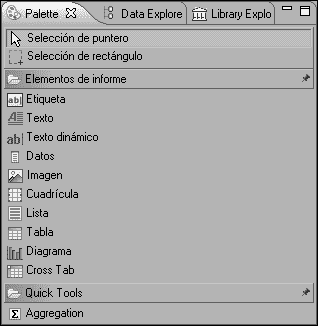 Palette Data Explore Library Explo
Selección de puntero
Selección de rectángulo
Elementos de informe
Etiqueta
Texto
Texto dinámico
Datos
Imagen
Cuadrícula
Lista
Tabla
Diagrama
Cross Tab
Quick Tools
Aggregation